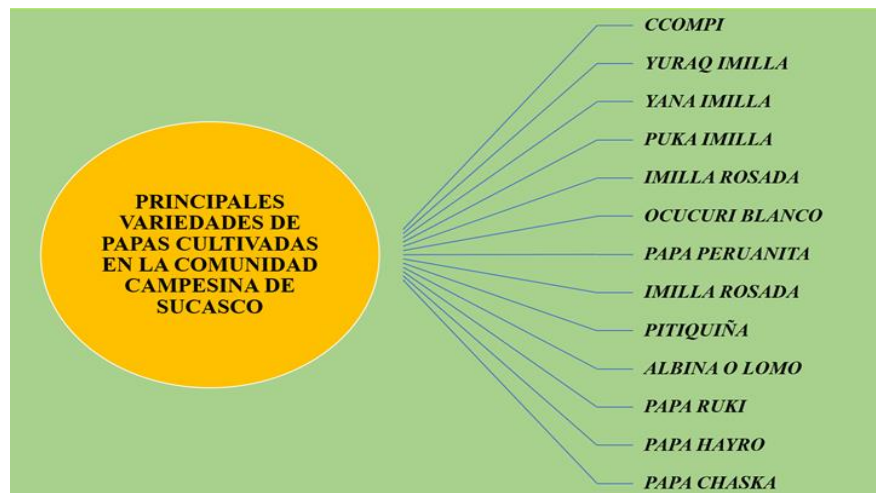 PRINCIPALES
VARIEDADES DE
PAPAS CULTIVADAS
EN LA COMUNIDAD
CAMPESINA DE
SUCASCO
CCOMPI
YURAQ IMILLA
YANA IMILLA
PUKA IMILLA
IMILLA ROSADA
OCUCURI BLANCO
PAPA PERUANITA
IMILLA ROSADA
PITIQUIÑA
ALBINA O LOMO
PAPA RUKI
PAPA HAYRO
PAPA CHASKA